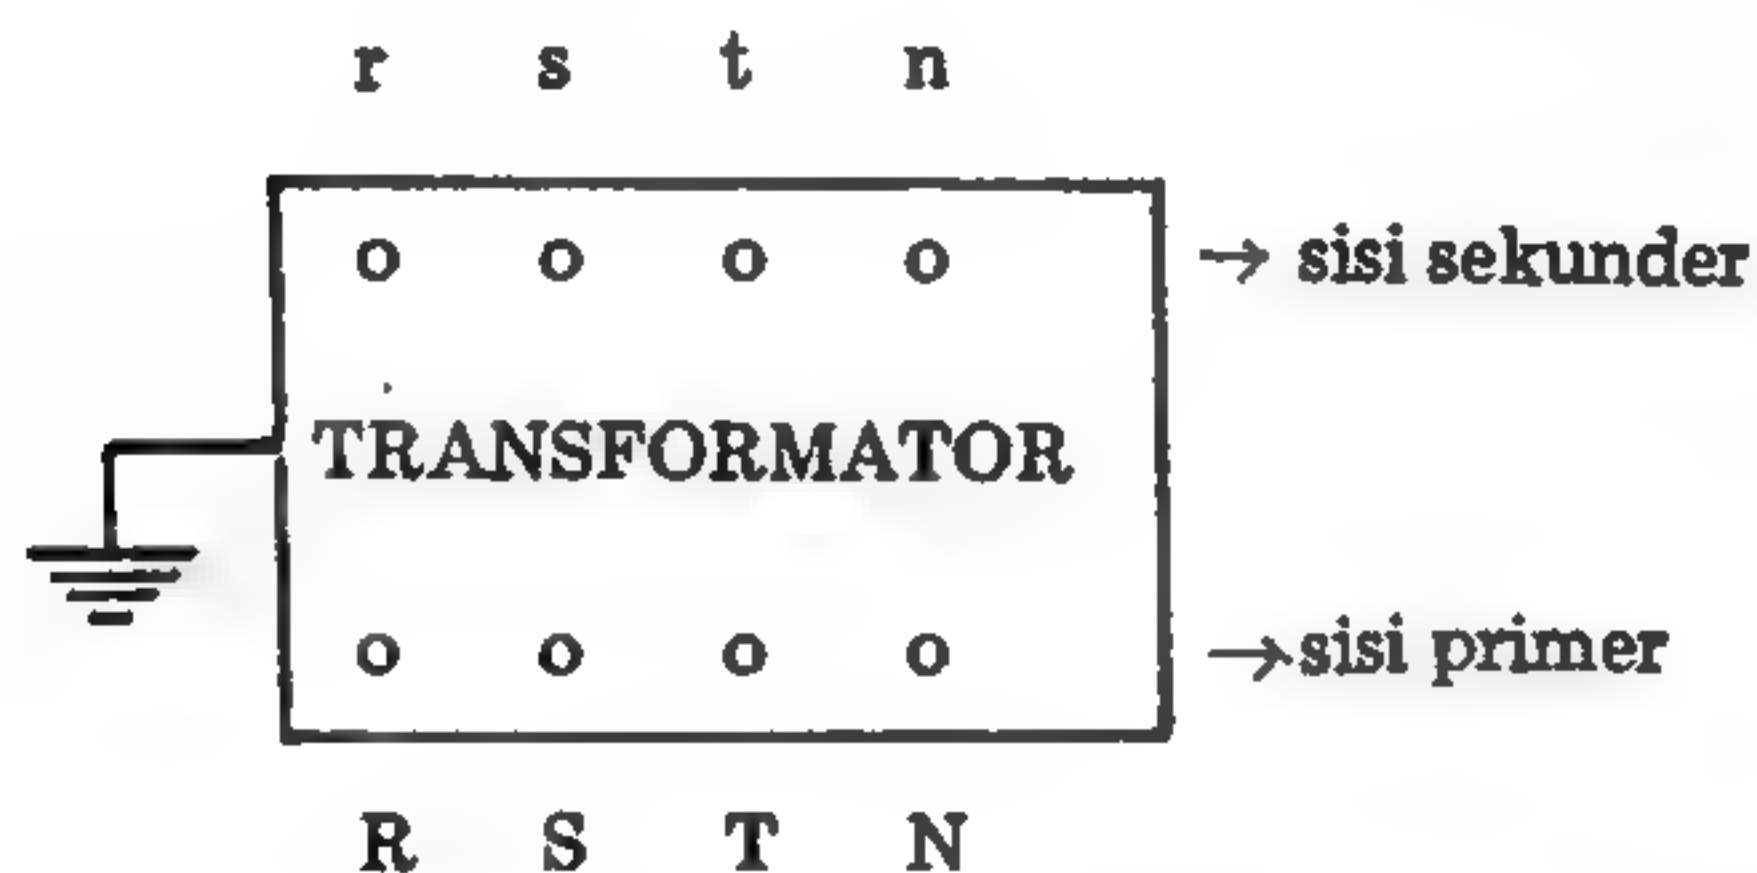 r s t n
o o o o → sisi sekunder
TRANSFORMATOR
o o o o → sisi primer
R S T N